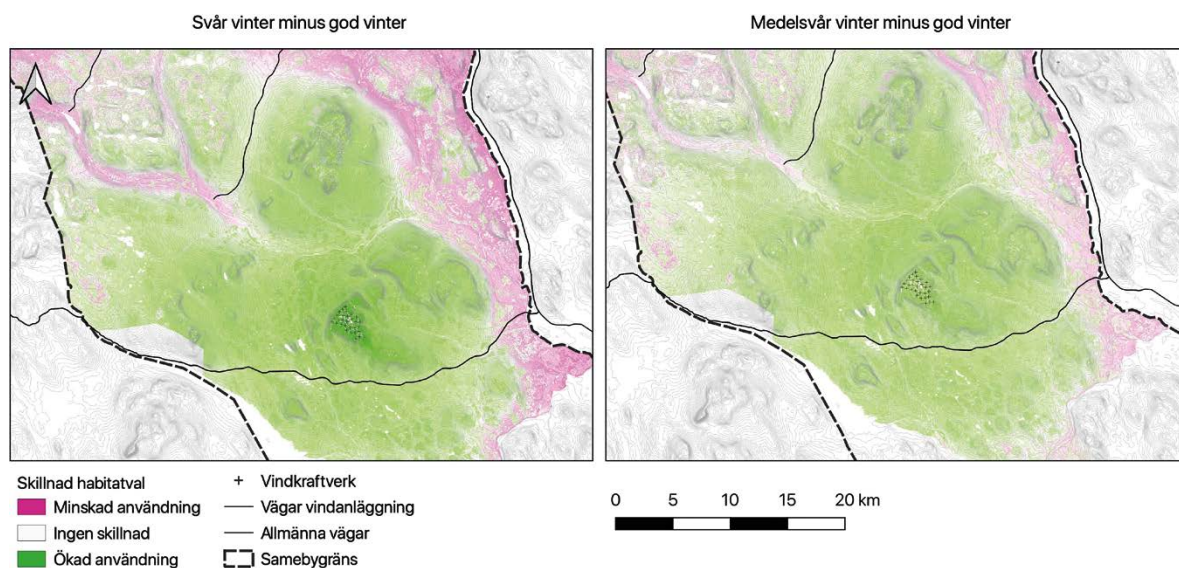 Svår vinter minus god vinter
Medelsvår vinter minus god vinter
Skillnad habitatval
Minskad användning
Ingen skillnad
Ökad användning
Vindkraftverk
Vägar vindanläggning
Allmänna vägar
Samebygräns
0 5 10 15 20 km